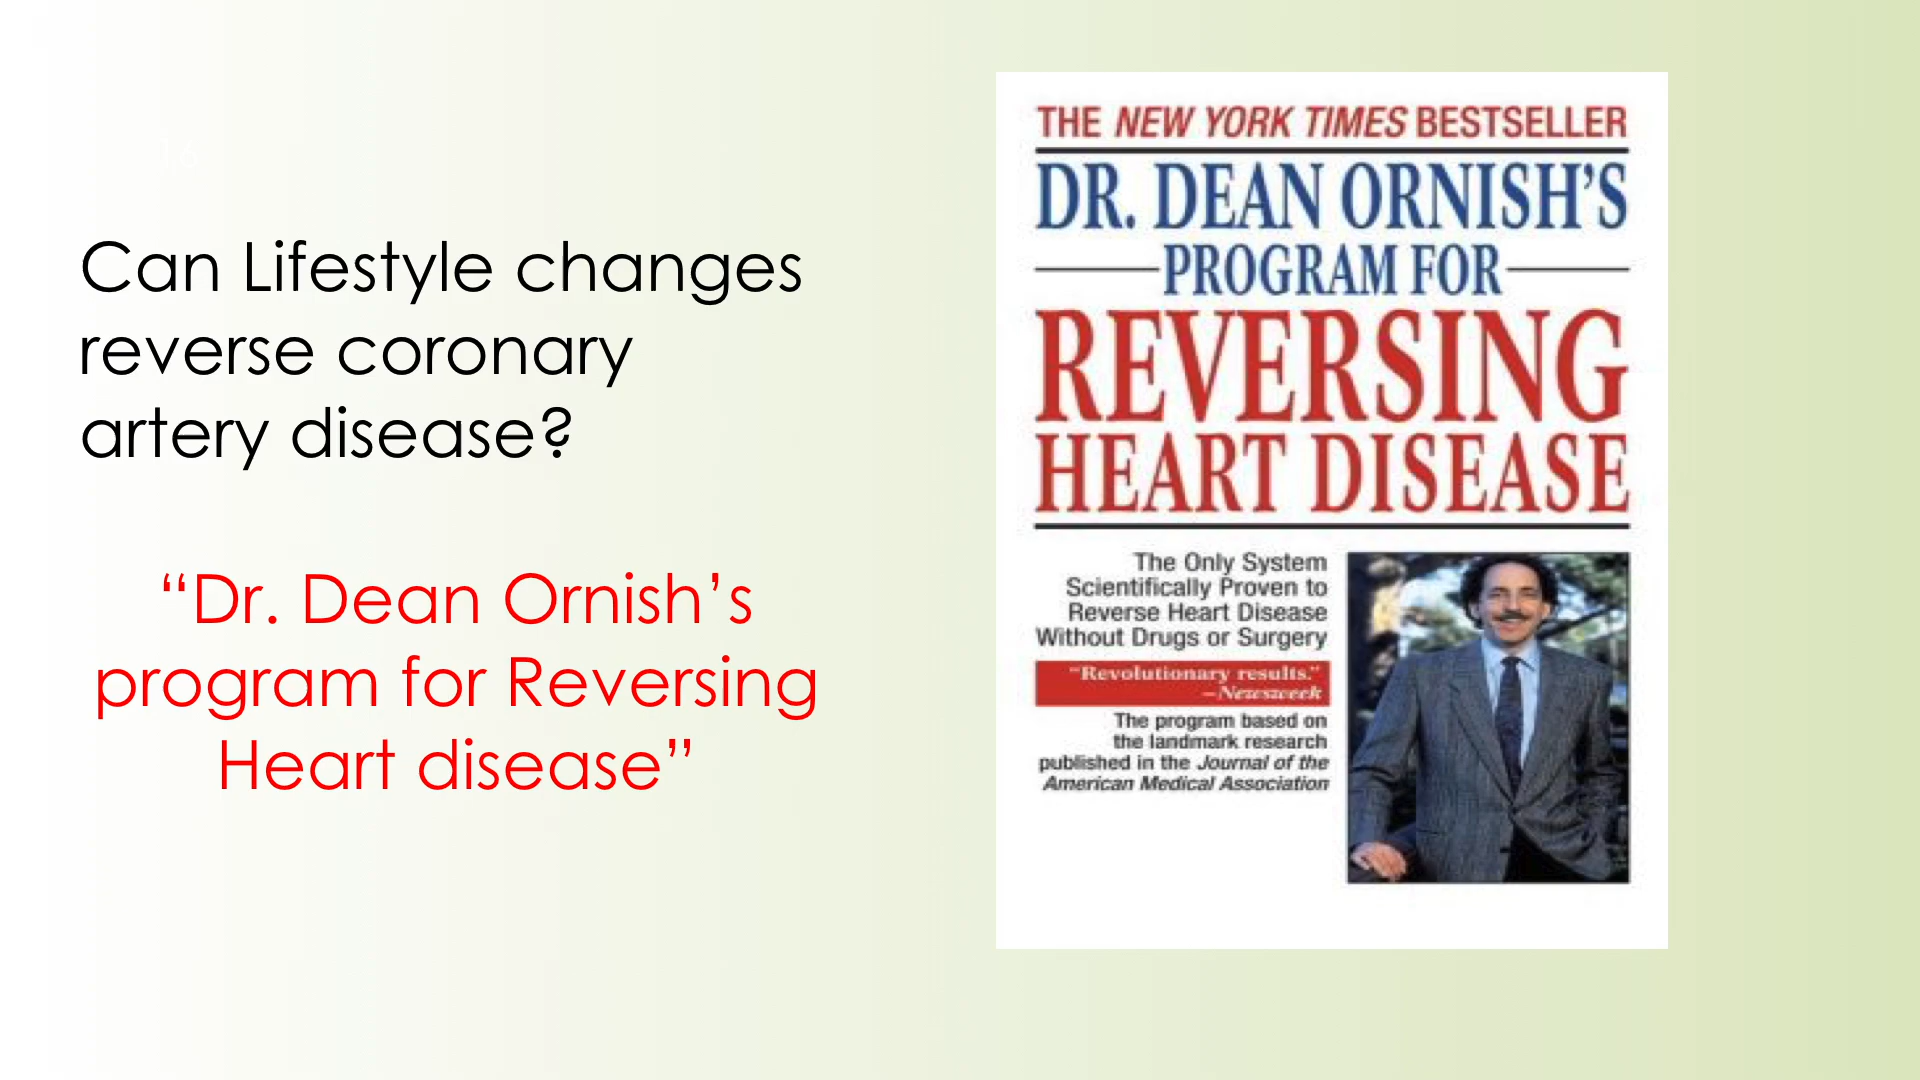 16
Can Lifestyle changes
reverse coronary
artery disease?
“Dr. Dean Ornish’s
program for Reversing
Heart disease”
THE NEW YORK TIMES BESTSELLER
DR. DEAN ORNISH’S
PROGRAM FOR
REVERSING
HEART DISEASE
The Only System
Scientifically Proven to
Reverse Heart Disease
Without Drugs or Surgery
“Revolutionary results.”
–Newsweek
The program based on
the landmark research
published in the Journal of the
American Medical Association